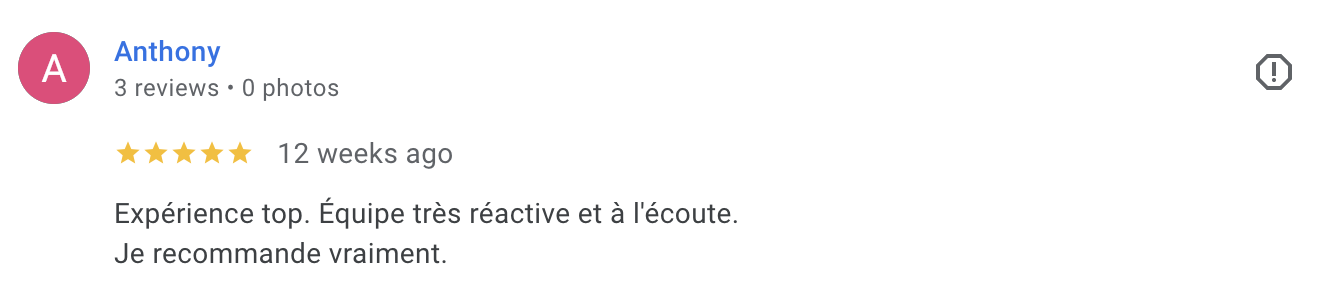 A
Anthony
3 reviews • 0 photos
12 weeks ago
Expérience top. Équipe très réactive et à l'écoute.
Je recommande vraiment.